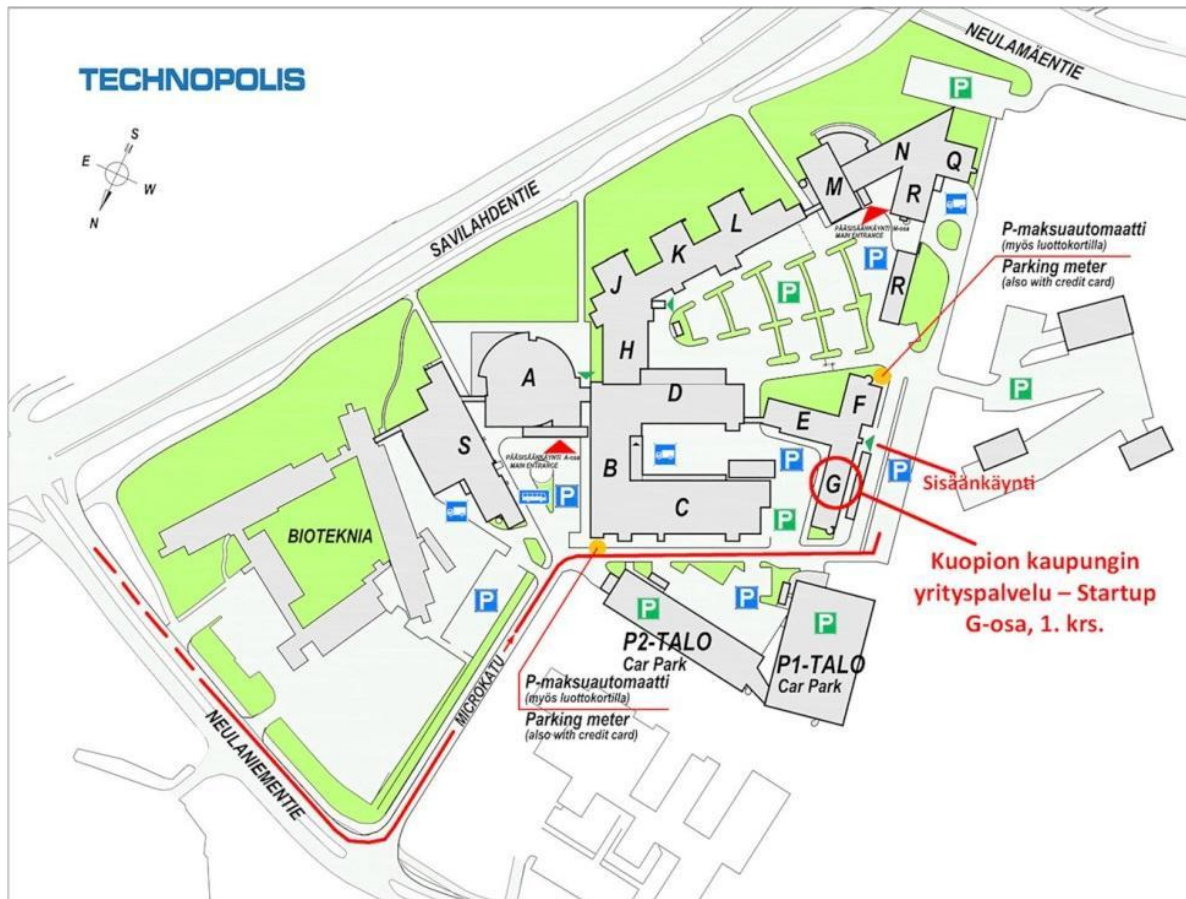 TECHNOPOLIS
S
E
W
N
NEULAMÄENTIE
SAVILAHDENTIE
P
N
Q
M
R
PÄÄSISÄÄNKÄYNTI M-osa
MAIN ENTRANCE
P-maksuautomaatti
(myös luottokortilla)
Parking meter
(also with credit card)
L
K
J
P
P
R
H
A
D
F
E
P
S
PÄÄSISÄÄNKÄYNTI A-osa
MAIN ENTRANCE
B
P
G
P
Sisäänkäynti
P
C
P
BIOTEKNIA
Kuopion kaupungin
yrityspalvelu – Startup
G-osa, 1. krs.
P
P
P
P
P2-TALO
Car Park
P1-TALO
Car Park
MICROKATU
P-maksuautomaatti
(myös luottokortilla)
Parking meter
(also with credit card)
NEULANIEMENTIE